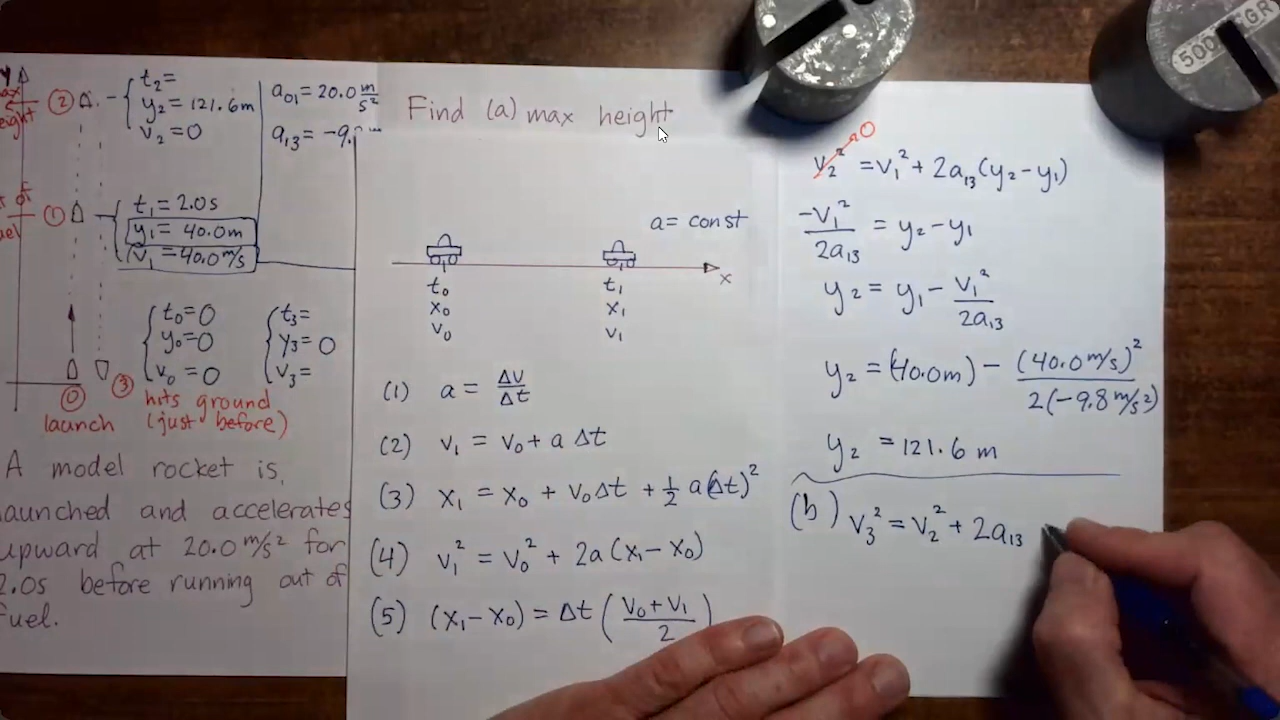 y
②
t₂=
y₂ = 121.6m
v₂ = 0
a₀₁ = 20.0 m/s²
a₁₃ = -9.
①
t₁ = 2.0s
y₁ = 40.0m
v₁ = 40.0m/s
t₀=0
y₀=0
v₀ = 0
t₃=
y₃ = 0
v₃=
⓪
launch
③ hits ground
(just before)
A model rocket is
launched and accelerates
upward at 20.0 m/s² for
2.0s before running out of
fuel.
Find (a) max height
a = const
t₀
x₀
v₀
t₁
x₁
v₁
x
(1) a = Δv/Δt
(2) v₁ = v₀ + a Δt
(3) x₁ = x₀ + v₀Δt + ½ a(Δt)²
(4) v₁² = v₀² + 2a (x₁ - x₀)
(5) (x₁ - x₀) = Δt ( (v₀ + v₁)/2 )
0
v₂² = v₁² + 2a₁₃(y₂ - y₁)
-v₁²/2a₁₃ = y₂ - y₁
y₂ = y₁ - v₁²/2a₁₃
y₂ = (40.0m) - (40.0 m/s)²/2(-9.8 m/s²)
y₂ = 121.6 m
(b) v₃² = v₂² + 2a₁₃
500 GR